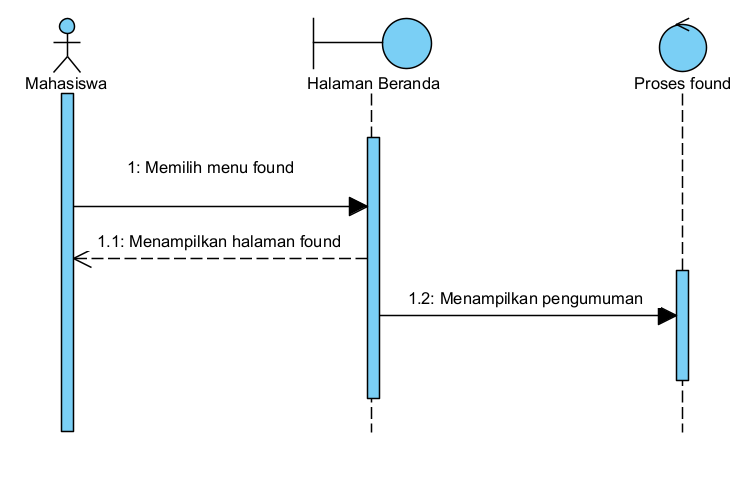 Mahasiswa
Halaman Beranda
Proses found
1: Memilih menu found
1.1: Menampilkan halaman found
1.2: Menampilkan pengumuman